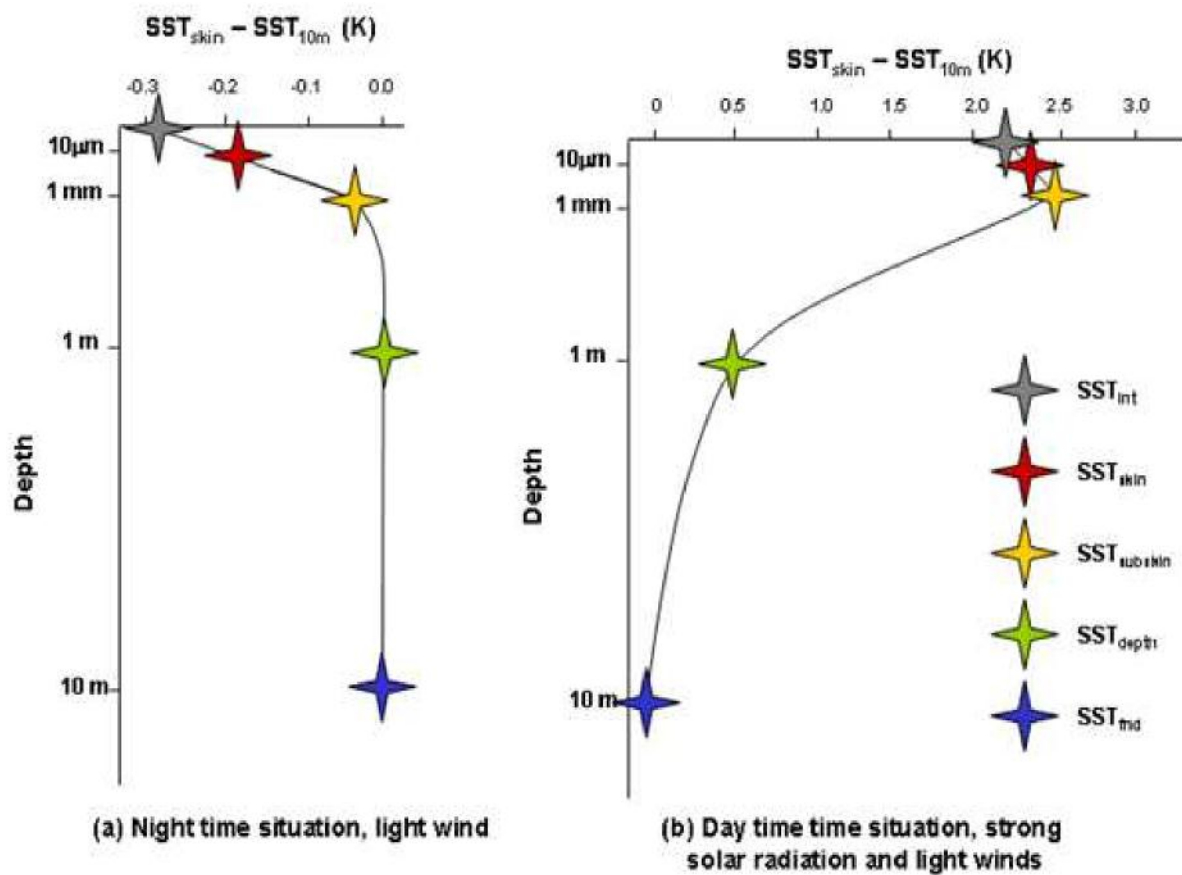 SSTskin – SST10m (K)
-0.3 -0.2 -0.1 0.0
10μm
1 mm
1 m
Depth
10 m
(a) Night time situation, light wind
SSTskin – SST10m (K)
0 0.5 1.0 1.5 2.0 2.5 3.0
10μm
1 mm
1 m
Depth
10 m
SSTint
SSTskin
SSTsubskin
SSTdepth
SSTfnd
(b) Day time time situation, strong
solar radiation and light winds